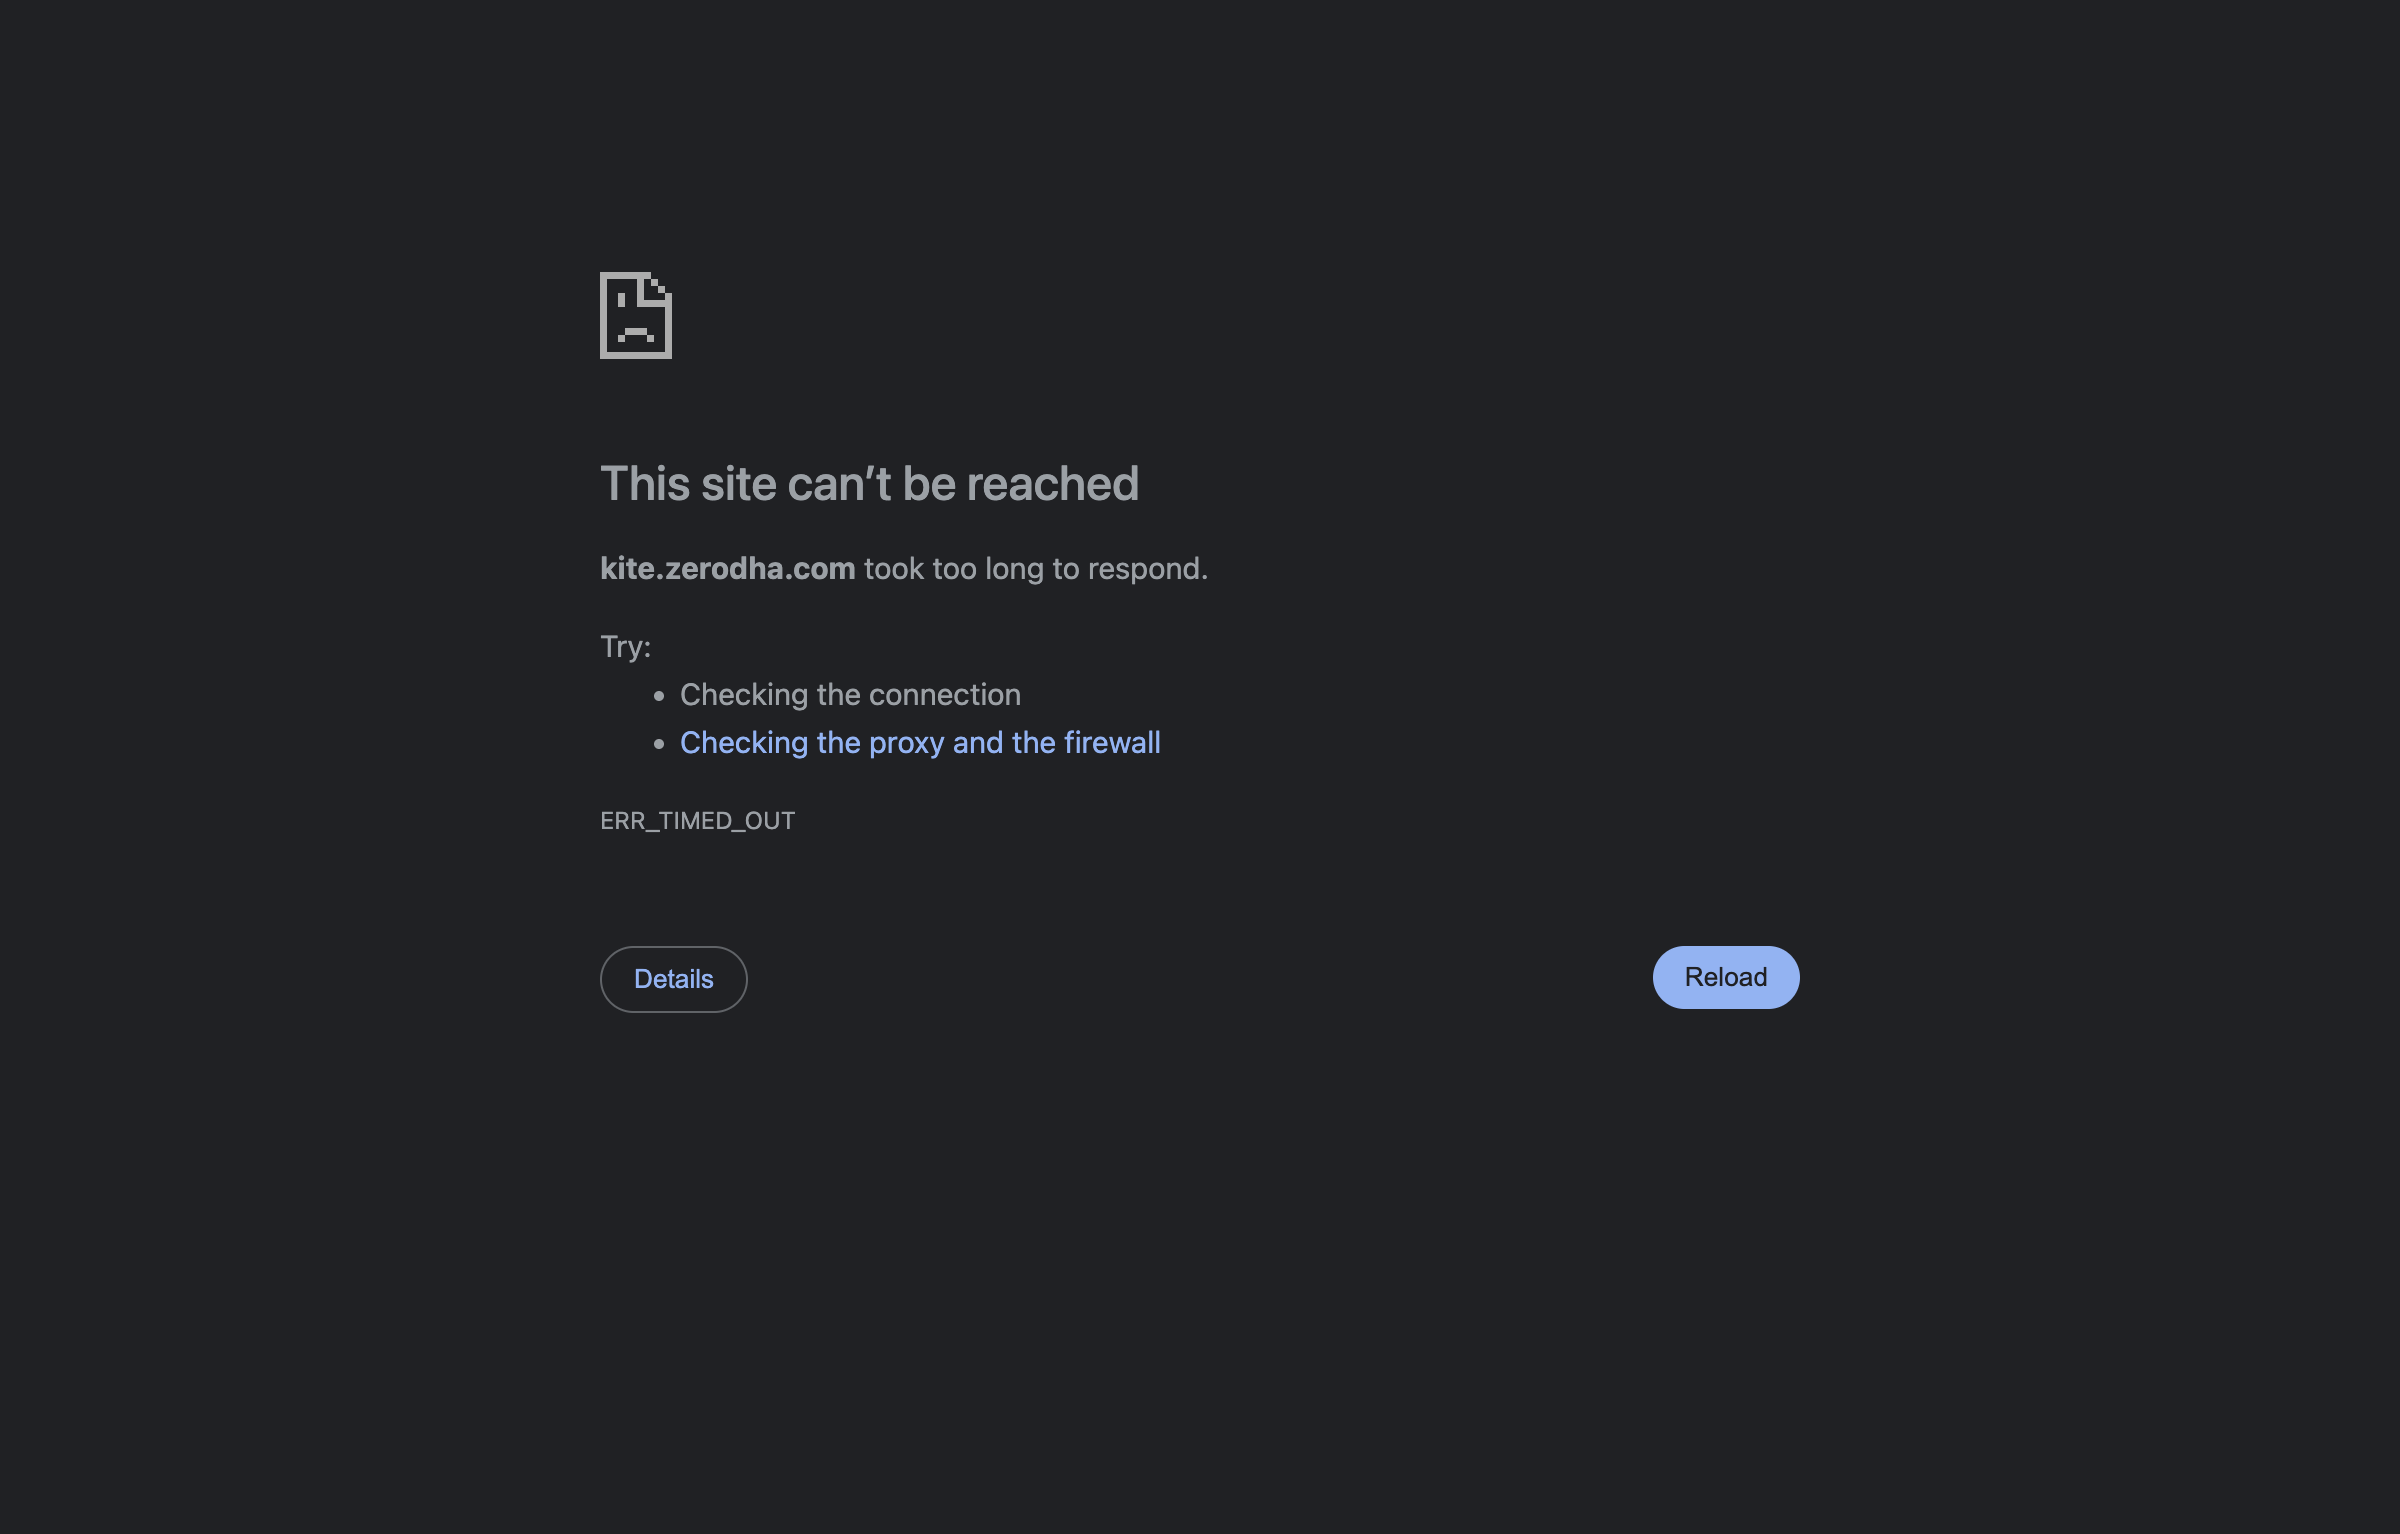 This site can’t be reached
kite.zerodha.com took too long to respond.
Try:
• Checking the connection
• Checking the proxy and the firewall
ERR_TIMED_OUT
Details
Reload